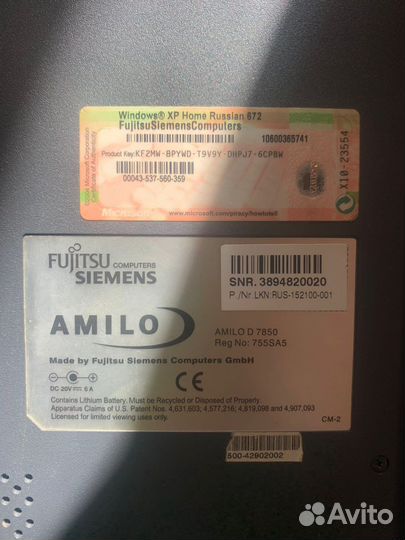 Windows® XP Home Russian 672
FujitsuSiemensComputers
10600365741
Product Key: KF2MW-BPYWD-T9V9Y-DHPJ7-6CP8W
00043-537-560-359
X10-23554
Microsoft
www.microsoft.com/piracy/howtotell
FUJITSU COMPUTERS
SIEMENS
SNR. 3894820020
P./Nr. LKN:RUS-152100-001
AMILO
AMILO D 7850
Reg No: 755SA5
Made by Fujitsu Siemens Computers GmbH
DC 20V 6 A
CE
Contains Lithium Battery. Must be Recycled or Disposed of Properly.
Apparatus Claims of U.S. Patent Nos. 4,631,603; 4,577,216; 4,819,098 and 4,907,093
Licensed for limited viewing uses only.
CM-2
500-42902002
Avito